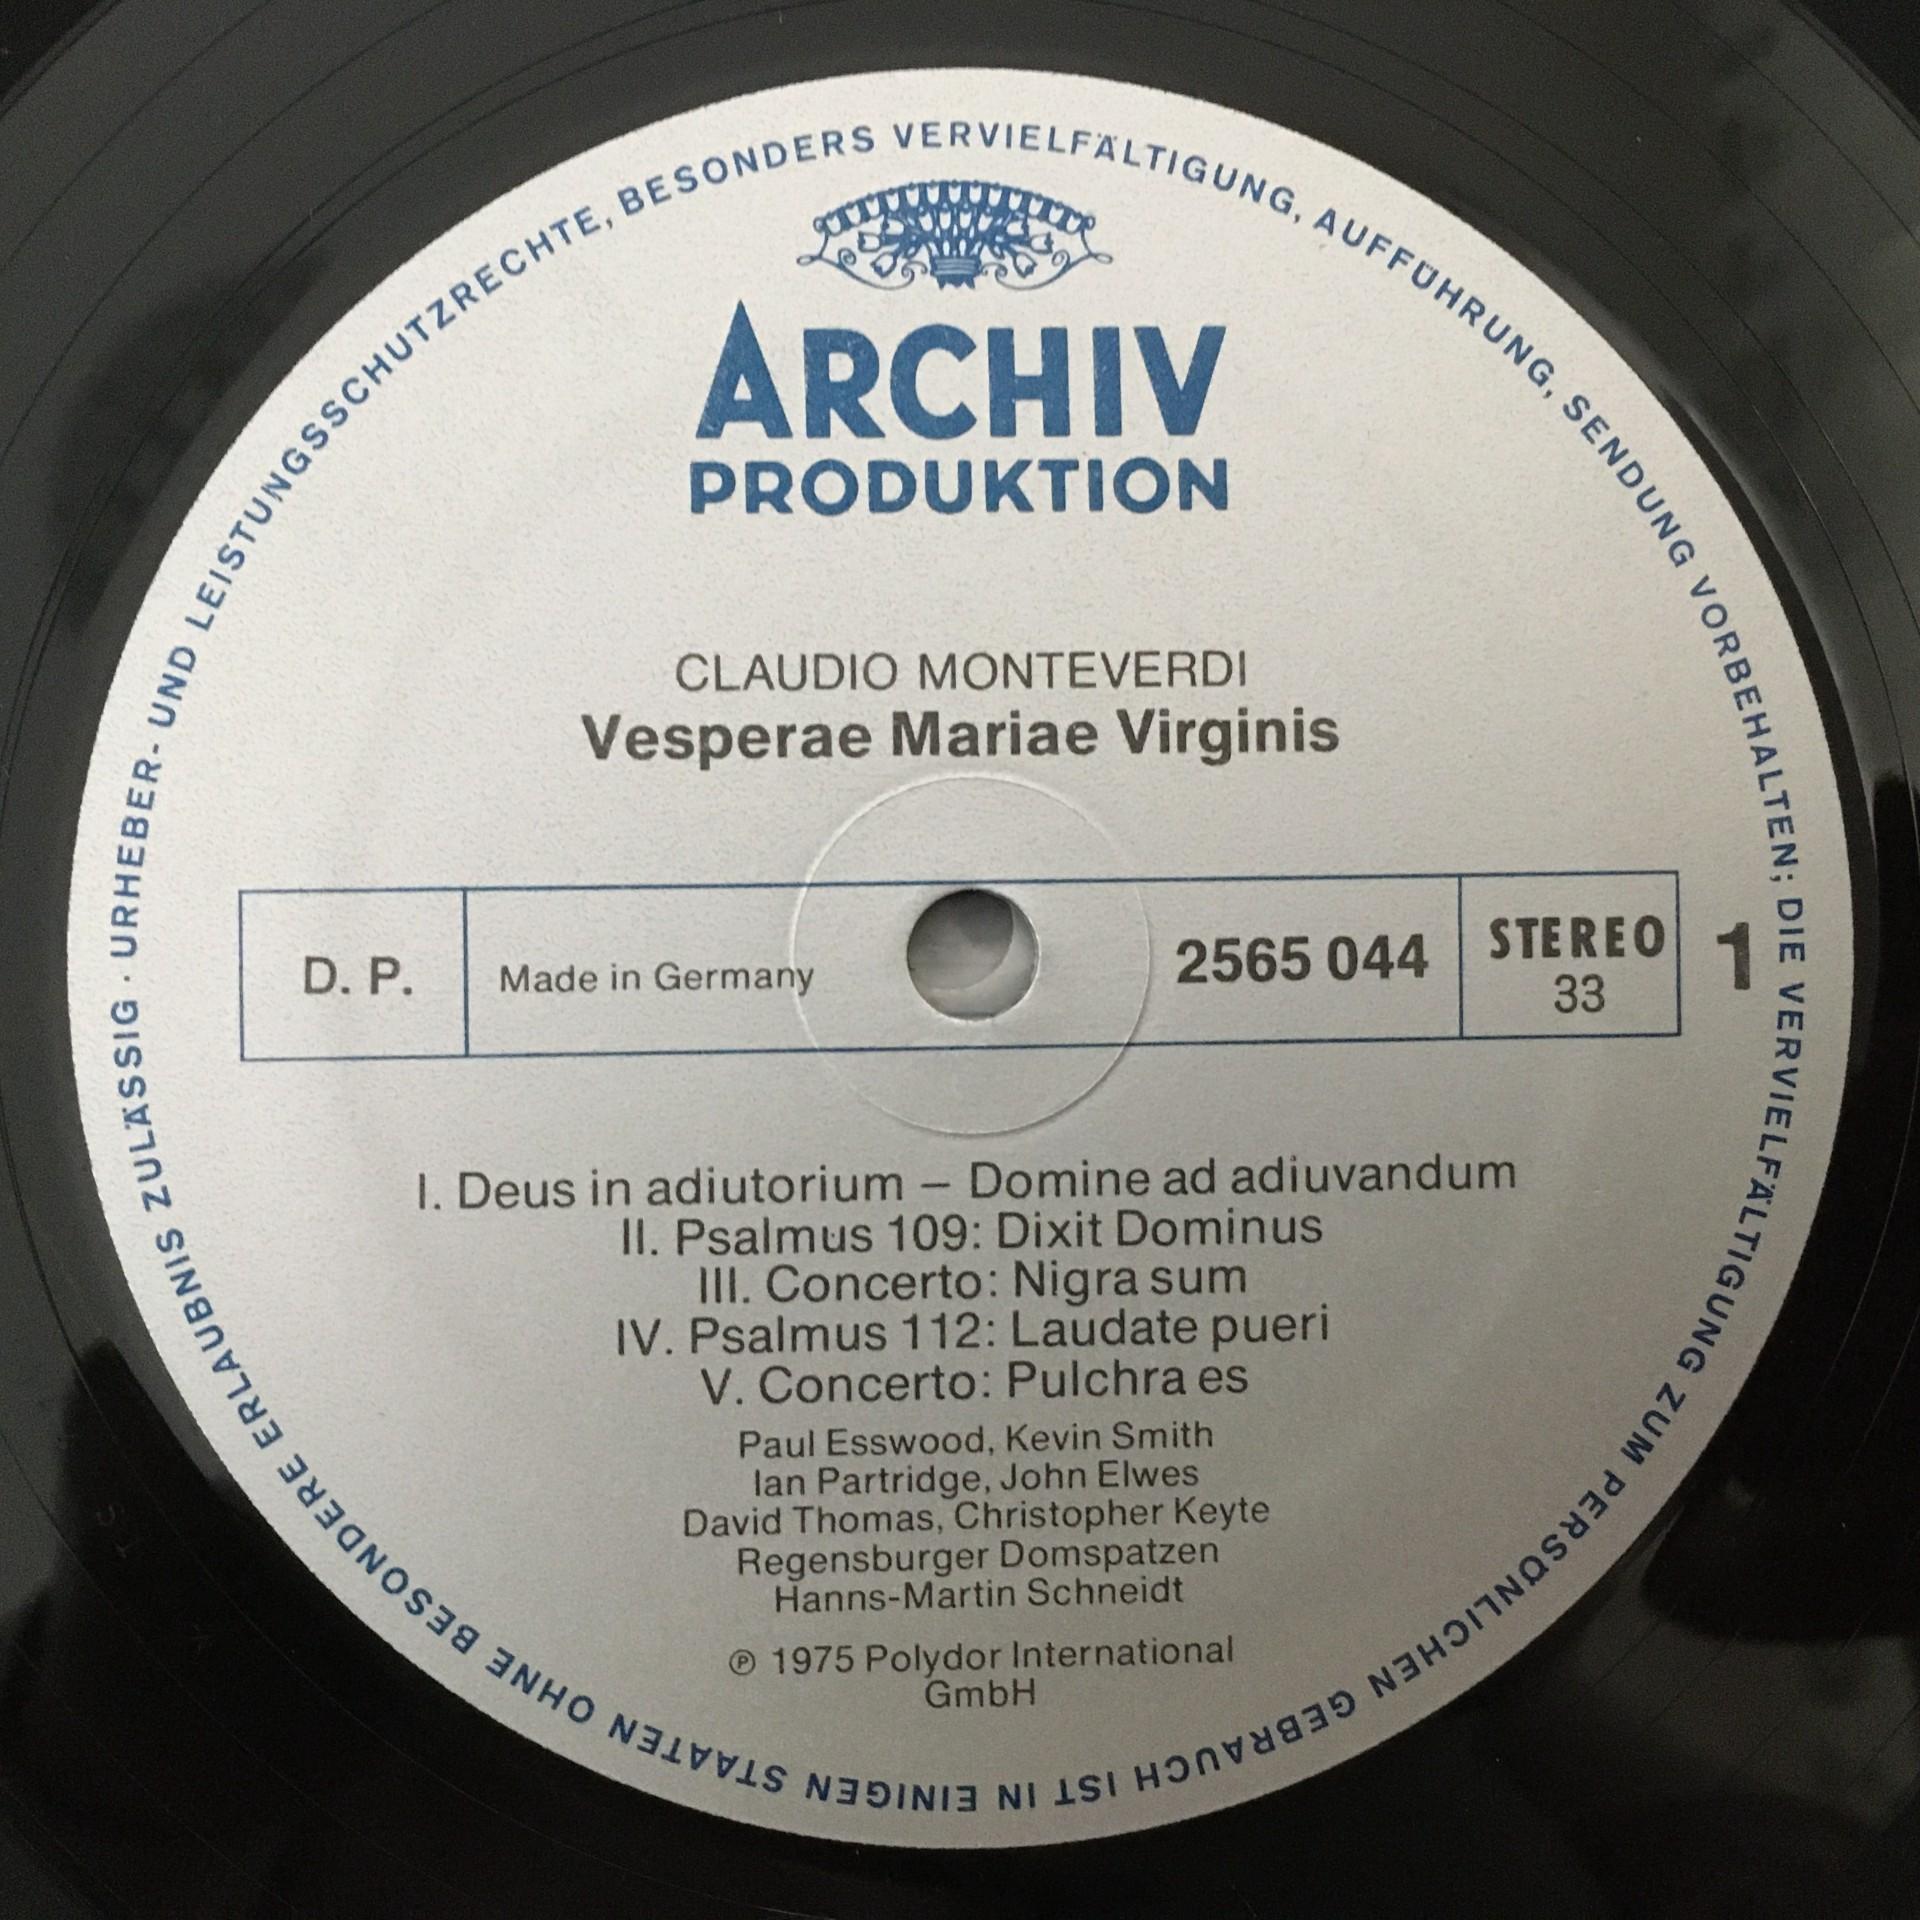 URHEBER- UND LEISTUNGSSCHUTZRECHTE, BESONDERS VERVIELFÄLTIGUNG, AUFFÜHRUNG, SENDUNG VORBEHALTEN; DIE VERVIELFÄLTIGUNG ZUM PERSÖNLICHEN GEBRAUCH IST IN EINIGEN STAATEN OHNE BESONDERE ERLAUBNIS ZULÄSSIG ·
ARCHIV
PRODUKTION
CLAUDIO MONTEVERDI
Vesperae Mariae Virginis
D. P.
Made in Germany
2565 044
STEREO
33
1
I. Deus in adiutorium – Domine ad adiuvandum
II. Psalmus 109: Dixit Dominus
III. Concerto: Nigra sum
IV. Psalmus 112: Laudate pueri
V. Concerto: Pulchra es
Paul Esswood, Kevin Smith
Ian Partridge, John Elwes
David Thomas, Christopher Keyte
Regensburger Domspatzen
Hanns-Martin Schneidt
℗ 1975 Polydor International
GmbH